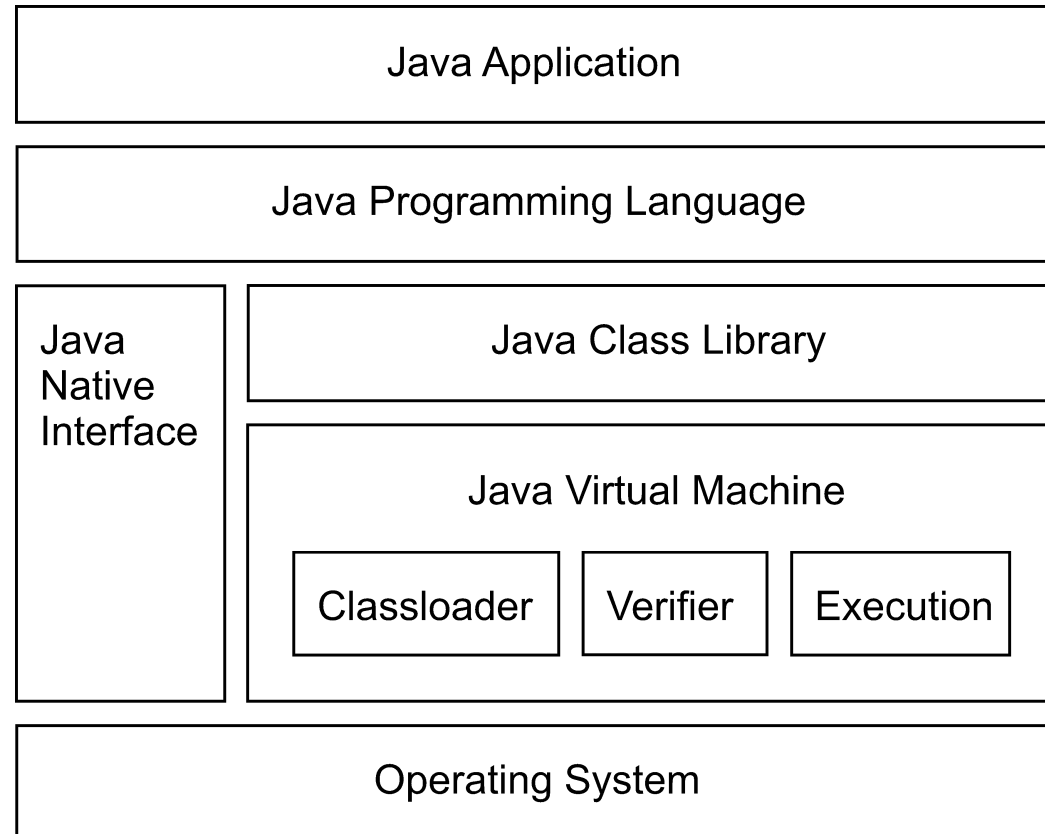 Java Application
Java Programming Language
Java
Native
Interface
Java Class Library
Java Virtual Machine
Classloader
Verifier
Execution
Operating System